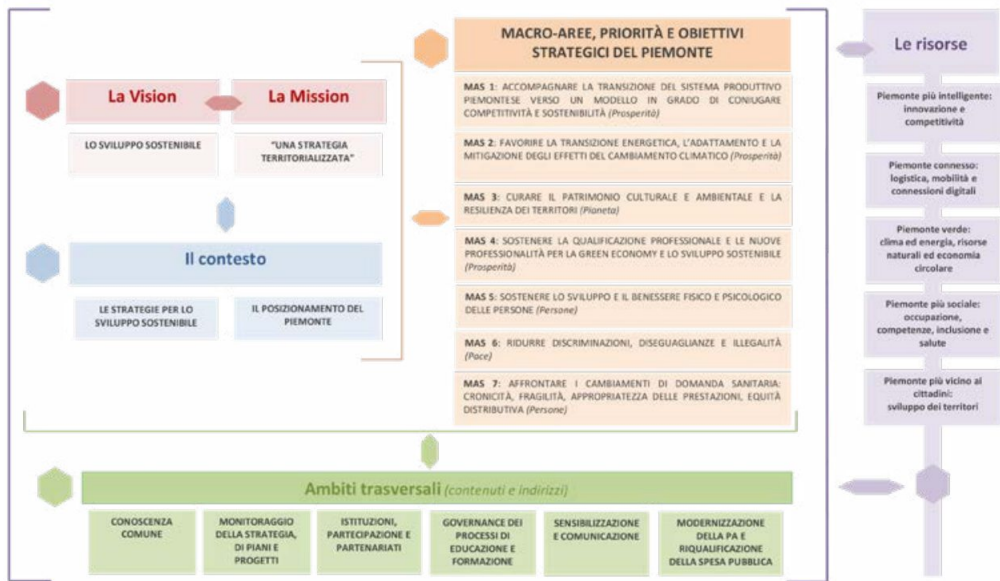 La Vision
La Mission
LO SVILUPPO SOSTENIBILE
"UNA STRATEGIA
TERRITORIALIZZATA"
Il contesto
LE STRATEGIE PER LO
SVILUPPO SOSTENIBILE
IL POSIZIONAMENTO DEL
PIEMONTE
MACRO-AREE, PRIORITÀ E OBIETTIVI
STRATEGICI DEL PIEMONTE
MAS 1: ACCOMPAGNARE LA TRANSIZIONE DEL SISTEMA PRODUTTIVO
PIEMONTESE VERSO UN MODELLO IN GRADO DI CONIUGARE
COMPETITIVITÀ E SOSTENIBILITÀ (Prosperità)
MAS 2: FAVORIRE LA TRANSIZIONE ENERGETICA, L'ADATTAMENTO E LA
MITIGAZIONE DEGLI EFFETTI DEL CAMBIAMENTO CLIMATICO (Prosperità)
MAS 3: CURARE IL PATRIMONIO CULTURALE E AMBIENTALE E LA
RESILIENZA DEI TERRITORI (Pianeta)
MAS 4: SOSTENERE LA QUALIFICAZIONE PROFESSIONALE E LE NUOVE
PROFESSIONALITÀ PER LA GREEN ECONOMY E LO SVILUPPO SOSTENIBILE
(Prosperità)
MAS 5: SOSTENERE LO SVILUPPO E IL BENESSERE FISICO E PSICOLOGICO
DELLE PERSONE (Persone)
MAS 6: RIDURRE DISCRIMINAZIONI, DISEGUAGLIANZE E ILLEGALITÀ
(Pace)
MAS 7: AFFRONTARE I CAMBIAMENTI DI DOMANDA SANITARIA:
CRONICITÀ, FRAGILITÀ, APPROPRIATEZZA DELLE PRESTAZIONI, EQUITÀ
DISTRIBUTIVA (Persone)
Le risorse
Piemonte più intelligente:
innovazione e
competitività
Piemonte connesso:
logistica, mobilità e
connessioni digitali
Piemonte verde:
clima ed energia, risorse
naturali ed economia
circolare
Piemonte più sociale:
occupazione,
competenze, inclusione e
salute
Piemonte più vicino ai
cittadini:
sviluppo dei territori
Ambiti trasversali (contenuti e indirizzi)
CONOSCENZA
COMUNE
MONITORAGGIO
DELLA STRATEGIA,
DI PIANI E
PROGETTI
ISTITUZIONI,
PARTECIPAZIONE E
PARTENARIATI
GOVERNANCE DEI
PROCESSI DI
EDUCAZIONE E
FORMAZIONE
SENSIBILIZZAZIONE
E COMUNICAZIONE
MODERNIZZAZIONE
DELLA PA E
RIQUALIFICAZIONE
DELLA SPESA PUBBLICA